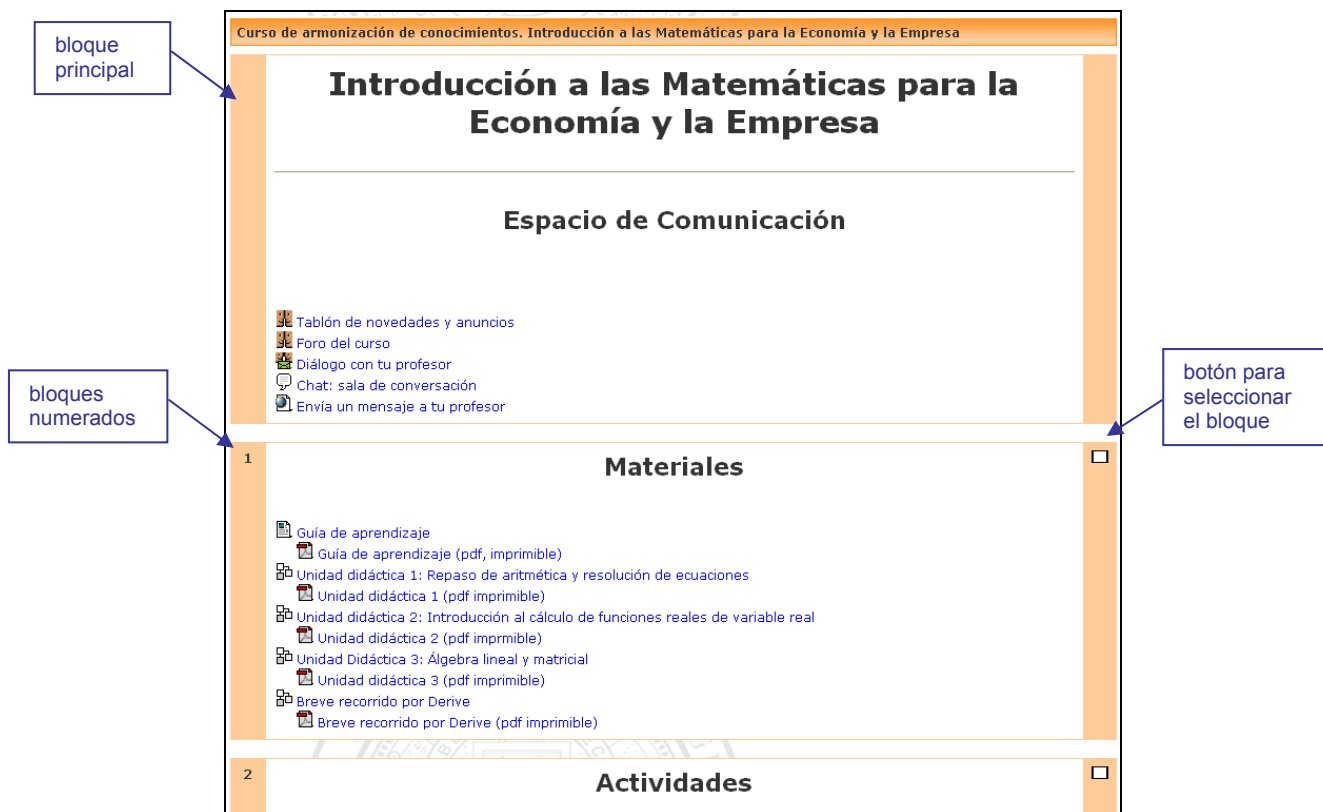 bloque
principal
Curso de armonización de conocimientos. Introducción a las Matemáticas para la Economía y la Empresa
Introducción a las Matemáticas para la
Economía y la Empresa
Espacio de Comunicación
Tablón de novedades y anuncios
Foro del curso
Diálogo con tu profesor
Chat: sala de conversación
Envía un mensaje a tu profesor
bloques
numerados
botón para
seleccionar
el bloque
1
Materiales
Guía de aprendizaje
Guía de aprendizaje (pdf, imprimible)
Unidad didáctica 1: Repaso de aritmética y resolución de ecuaciones
Unidad didáctica 1 (pdf imprimible)
Unidad didáctica 2: Introducción al cálculo de funciones reales de variable real
Unidad didáctica 2 (pdf imprmible)
Unidad Didáctica 3: Álgebra lineal y matricial
Unidad didáctica 3 (pdf imprimible)
Breve recorrido por Derive
Breve recorrido por Derive (pdf imprimible)
2
Actividades